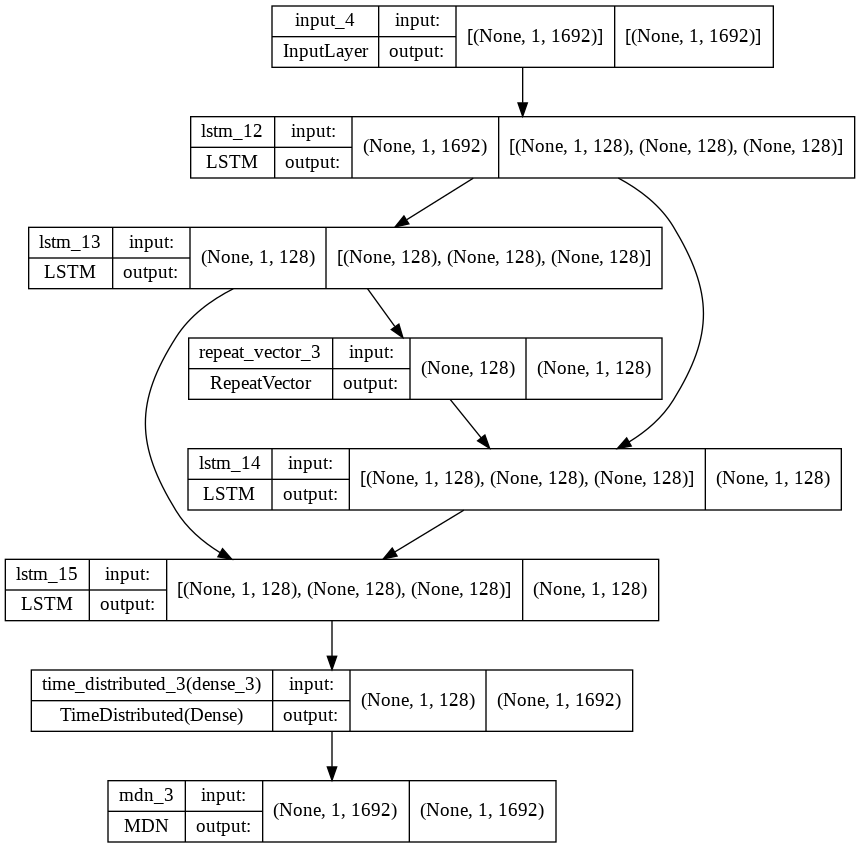 input_4 input: [(None, 1, 1692)] [(None, 1, 1692)]
InputLayer output:
lstm_12 input: (None, 1, 1692) [(None, 1, 128), (None, 128), (None, 128)]
LSTM output:
lstm_13 input: (None, 1, 128) [(None, 128), (None, 128), (None, 128)]
LSTM output:
repeat_vector_3 input: (None, 128) (None, 1, 128)
RepeatVector output:
lstm_14 input: [(None, 1, 128), (None, 128), (None, 128)] (None, 1, 128)
LSTM output:
lstm_15 input: [(None, 1, 128), (None, 128), (None, 128)] (None, 1, 128)
LSTM output:
time_distributed_3(dense_3) input: (None, 1, 128) (None, 1, 1692)
TimeDistributed(Dense) output:
mdn_3 input: (None, 1, 1692) (None, 1, 1692)
MDN output: